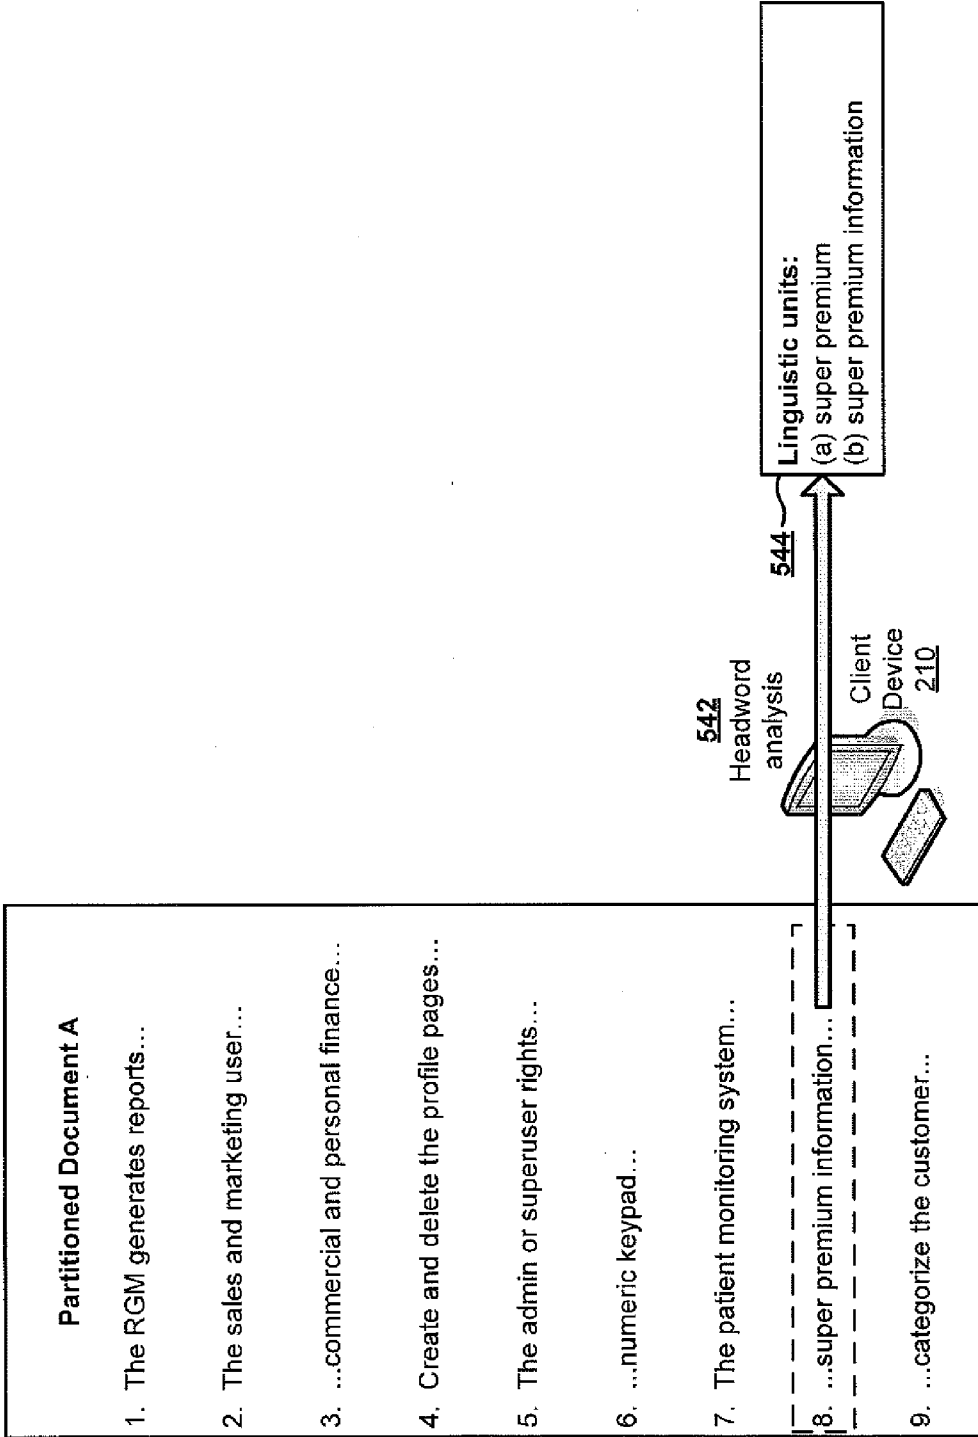 Partitioned Document A
1. The RGM generates reports...
2. The sales and marketing user...
3. ...commercial and personal finance...
4. Create and delete the profile pages...
5. The admin or superuser rights...
6. ...numeric keypad...
7. The patient monitoring system...
8. ...super premium information...
9. ...categorize the customer...
542
Headword
analysis
Client
Device
210
544
Linguistic units:
(a) super premium
(b) super premium information